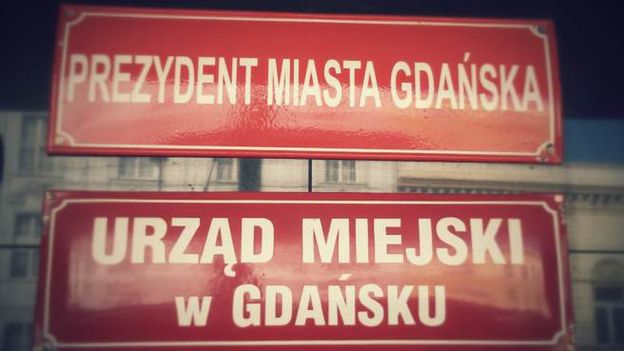 PREZYDENT MIASTA GDAŃSKA
URZĄD MIEJSKI
w GDAŃSKU